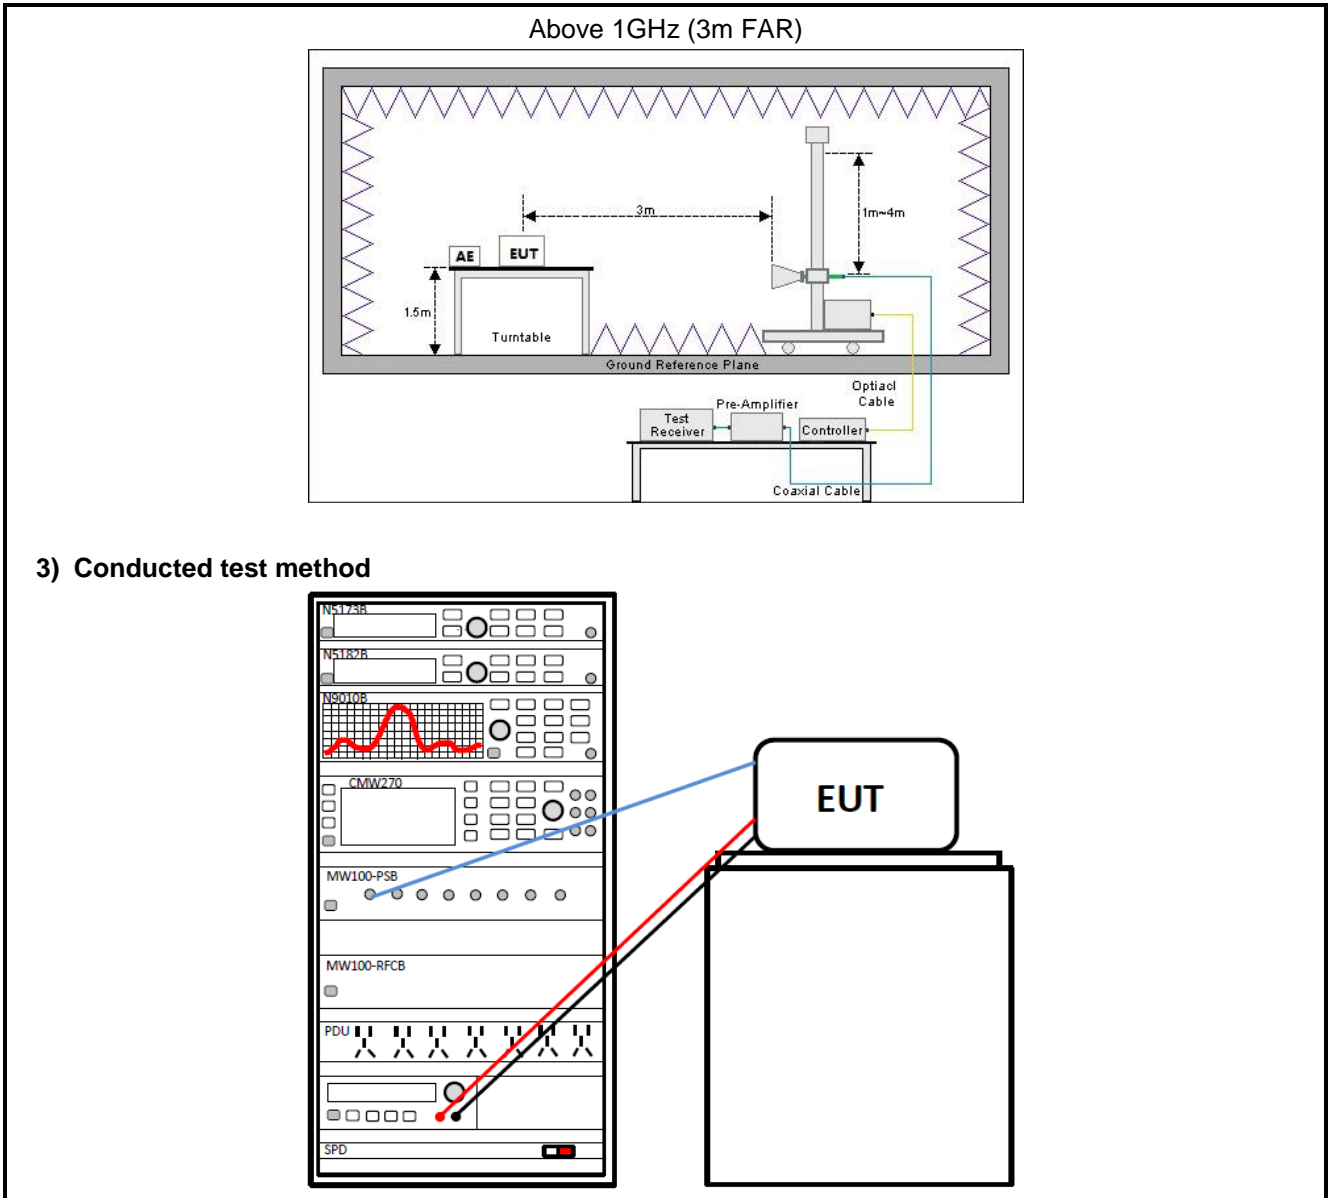 Above 1GHz (3m FAR)
3m
1m~4m
AE
EUT
1.5m
Turntable
Ground Reference Plane
Optiacl
Cable
Pre-Amplifier
Test
Receiver
Controller
Coaxial Cable
3) Conducted test method
N5173B
N5182B
N9010B
CMW270
EUT
MW100-PSB
MW100-RFCB
PDU
SPD